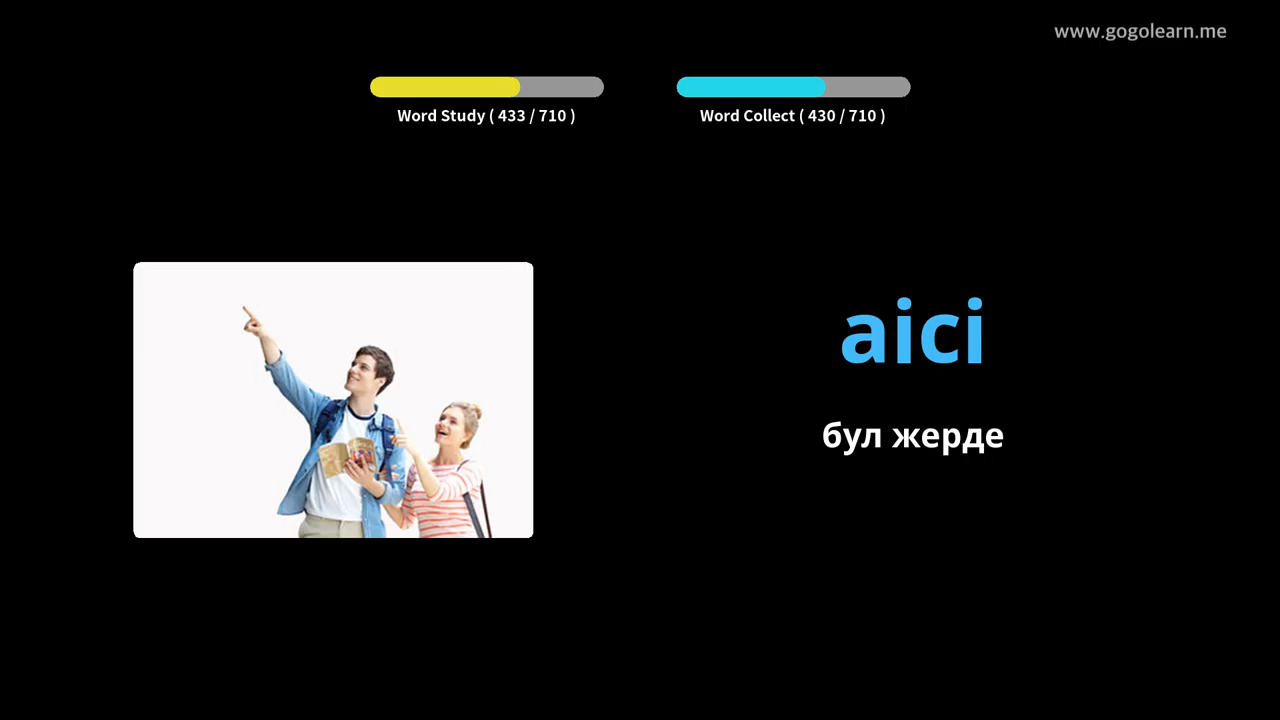 www.gogolearn.me
Word Study ( 433 / 710 )
Word Collect ( 430 / 710 )
aici
бул жерде